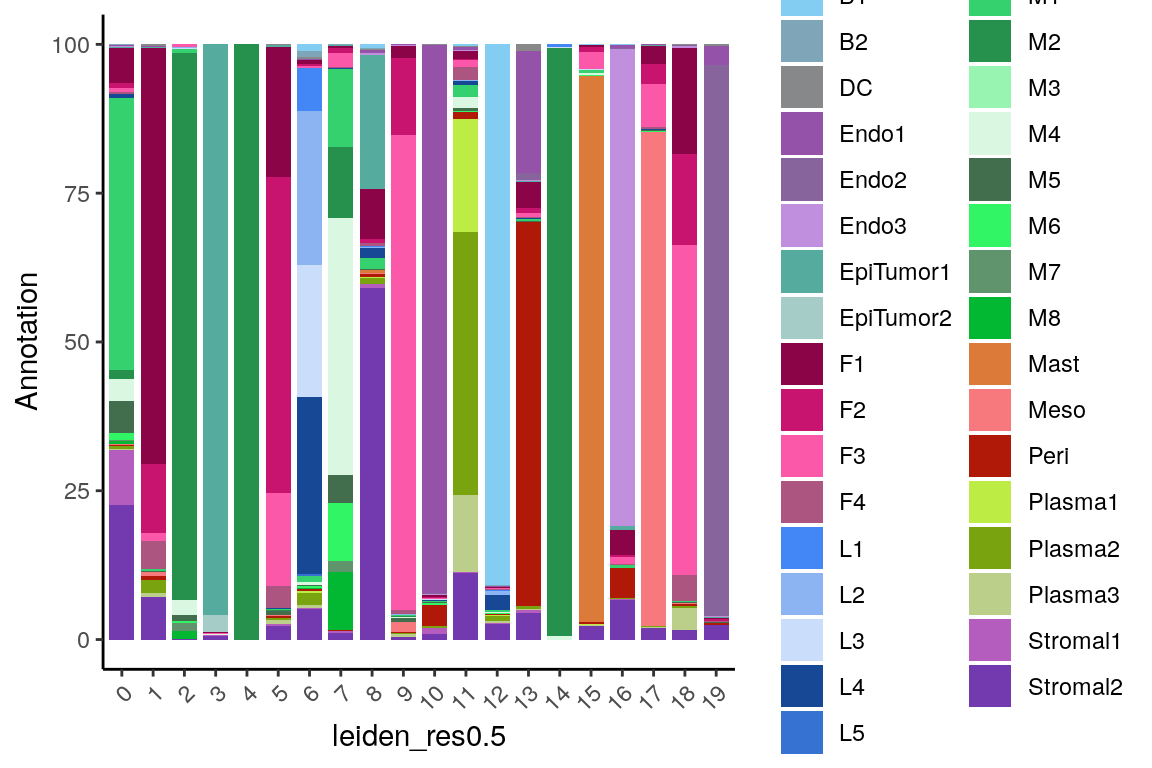 100
75
50
25
0
Annotation
0 1 2 3 4 5 6 7 8 9 10 11 12 13 14 15 16 17 18 19
leiden_res0.5
B2
DC
Endo1
Endo2
Endo3
EpiTumor1
EpiTumor2
F1
F2
F3
F4
L1
L2
L3
L4
L5
M2
M3
M4
M5
M6
M7
M8
Mast
Meso
Peri
Plasma1
Plasma2
Plasma3
Stromal1
Stromal2